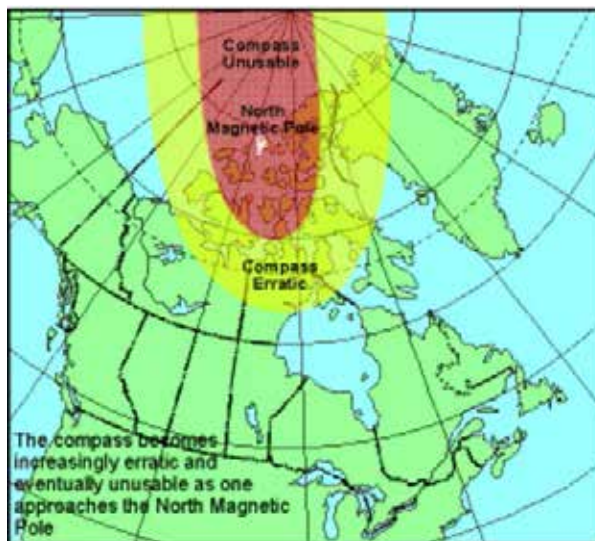 Compass
Unusable
North
Magnetic Pole
Compass
Erratic
The compass becomes
increasingly erratic and
eventually unusable as one
approaches the North Magnetic
Pole